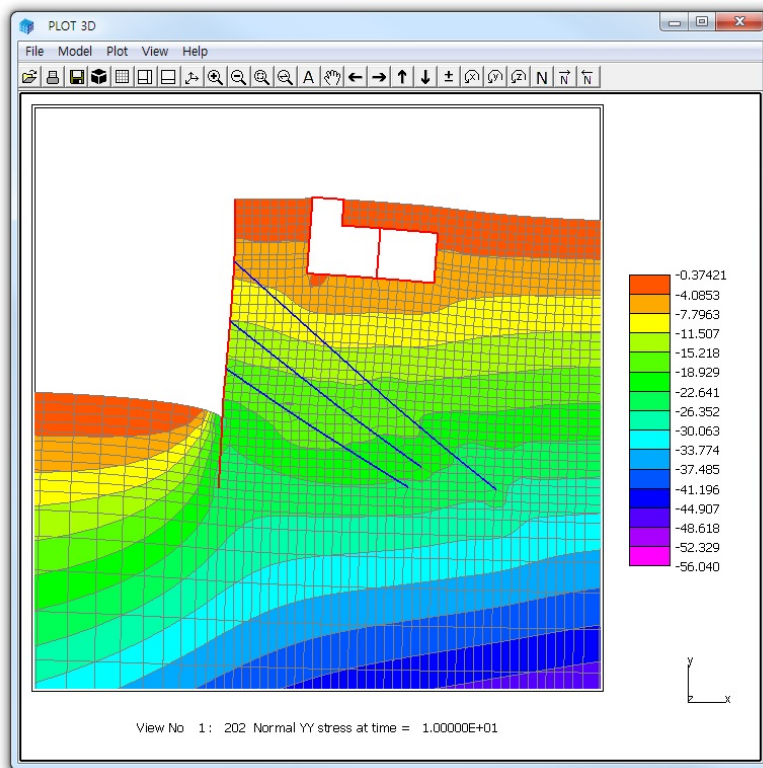 PLOT 3D
File Model Plot View Help
A N N N
-0.37421
-4.0853
-7.7963
-11.507
-15.218
-18.929
-22.641
-26.352
-30.063
-33.774
-37.485
-41.196
-44.907
-48.618
-52.329
-56.040
y
z x
View No 1: 202 Normal YY stress at time = 1.00000E+01